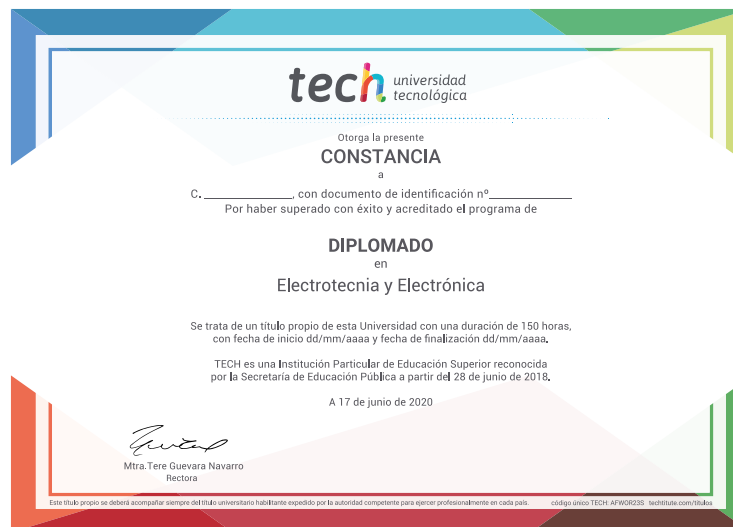 tech universidad
tecnológica
Otorga la presente
CONSTANCIA
a
C. ______________, con documento de identificación nº_____________
Por haber superado con éxito y acreditado el programa de
DIPLOMADO
en
Electrotecnia y Electrónica
Se trata de un título propio de esta Universidad con una duración de 150 horas,
con fecha de inicio dd/mm/aaaa y fecha de finalización dd/mm/aaaa.
TECH es una Institución Particular de Educación Superior reconocida
por la Secretaría de Educación Pública a partir del 28 de junio de 2018.
A 17 de junio de 2020
Mtra.Tere Guevara Navarro
Rectora
Este título propio se deberá acompañar siempre del título universitario habilitante expedido por la autoridad competente para ejercer profesionalmente en cada país. código único TECH: AFWOR23S techtitute.com/titulos